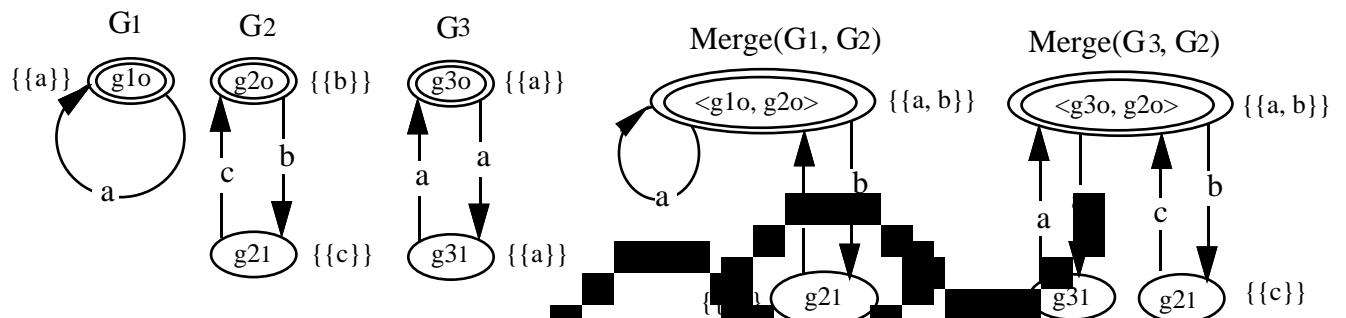 G1
G2
G3
Merge(G1, G2)
Merge(G3, G2)
{{a}}
g1o
g2o
{{b}}
g3o
{{a}}
<g1o, g2o>
{{a, b}}
<g3o, g2o>
{{a, b}}
a
c
b
a
a
a
b
a
c
b
g21
{{c}}
g31
{{a}}
g21
g31
g21
{{c}}